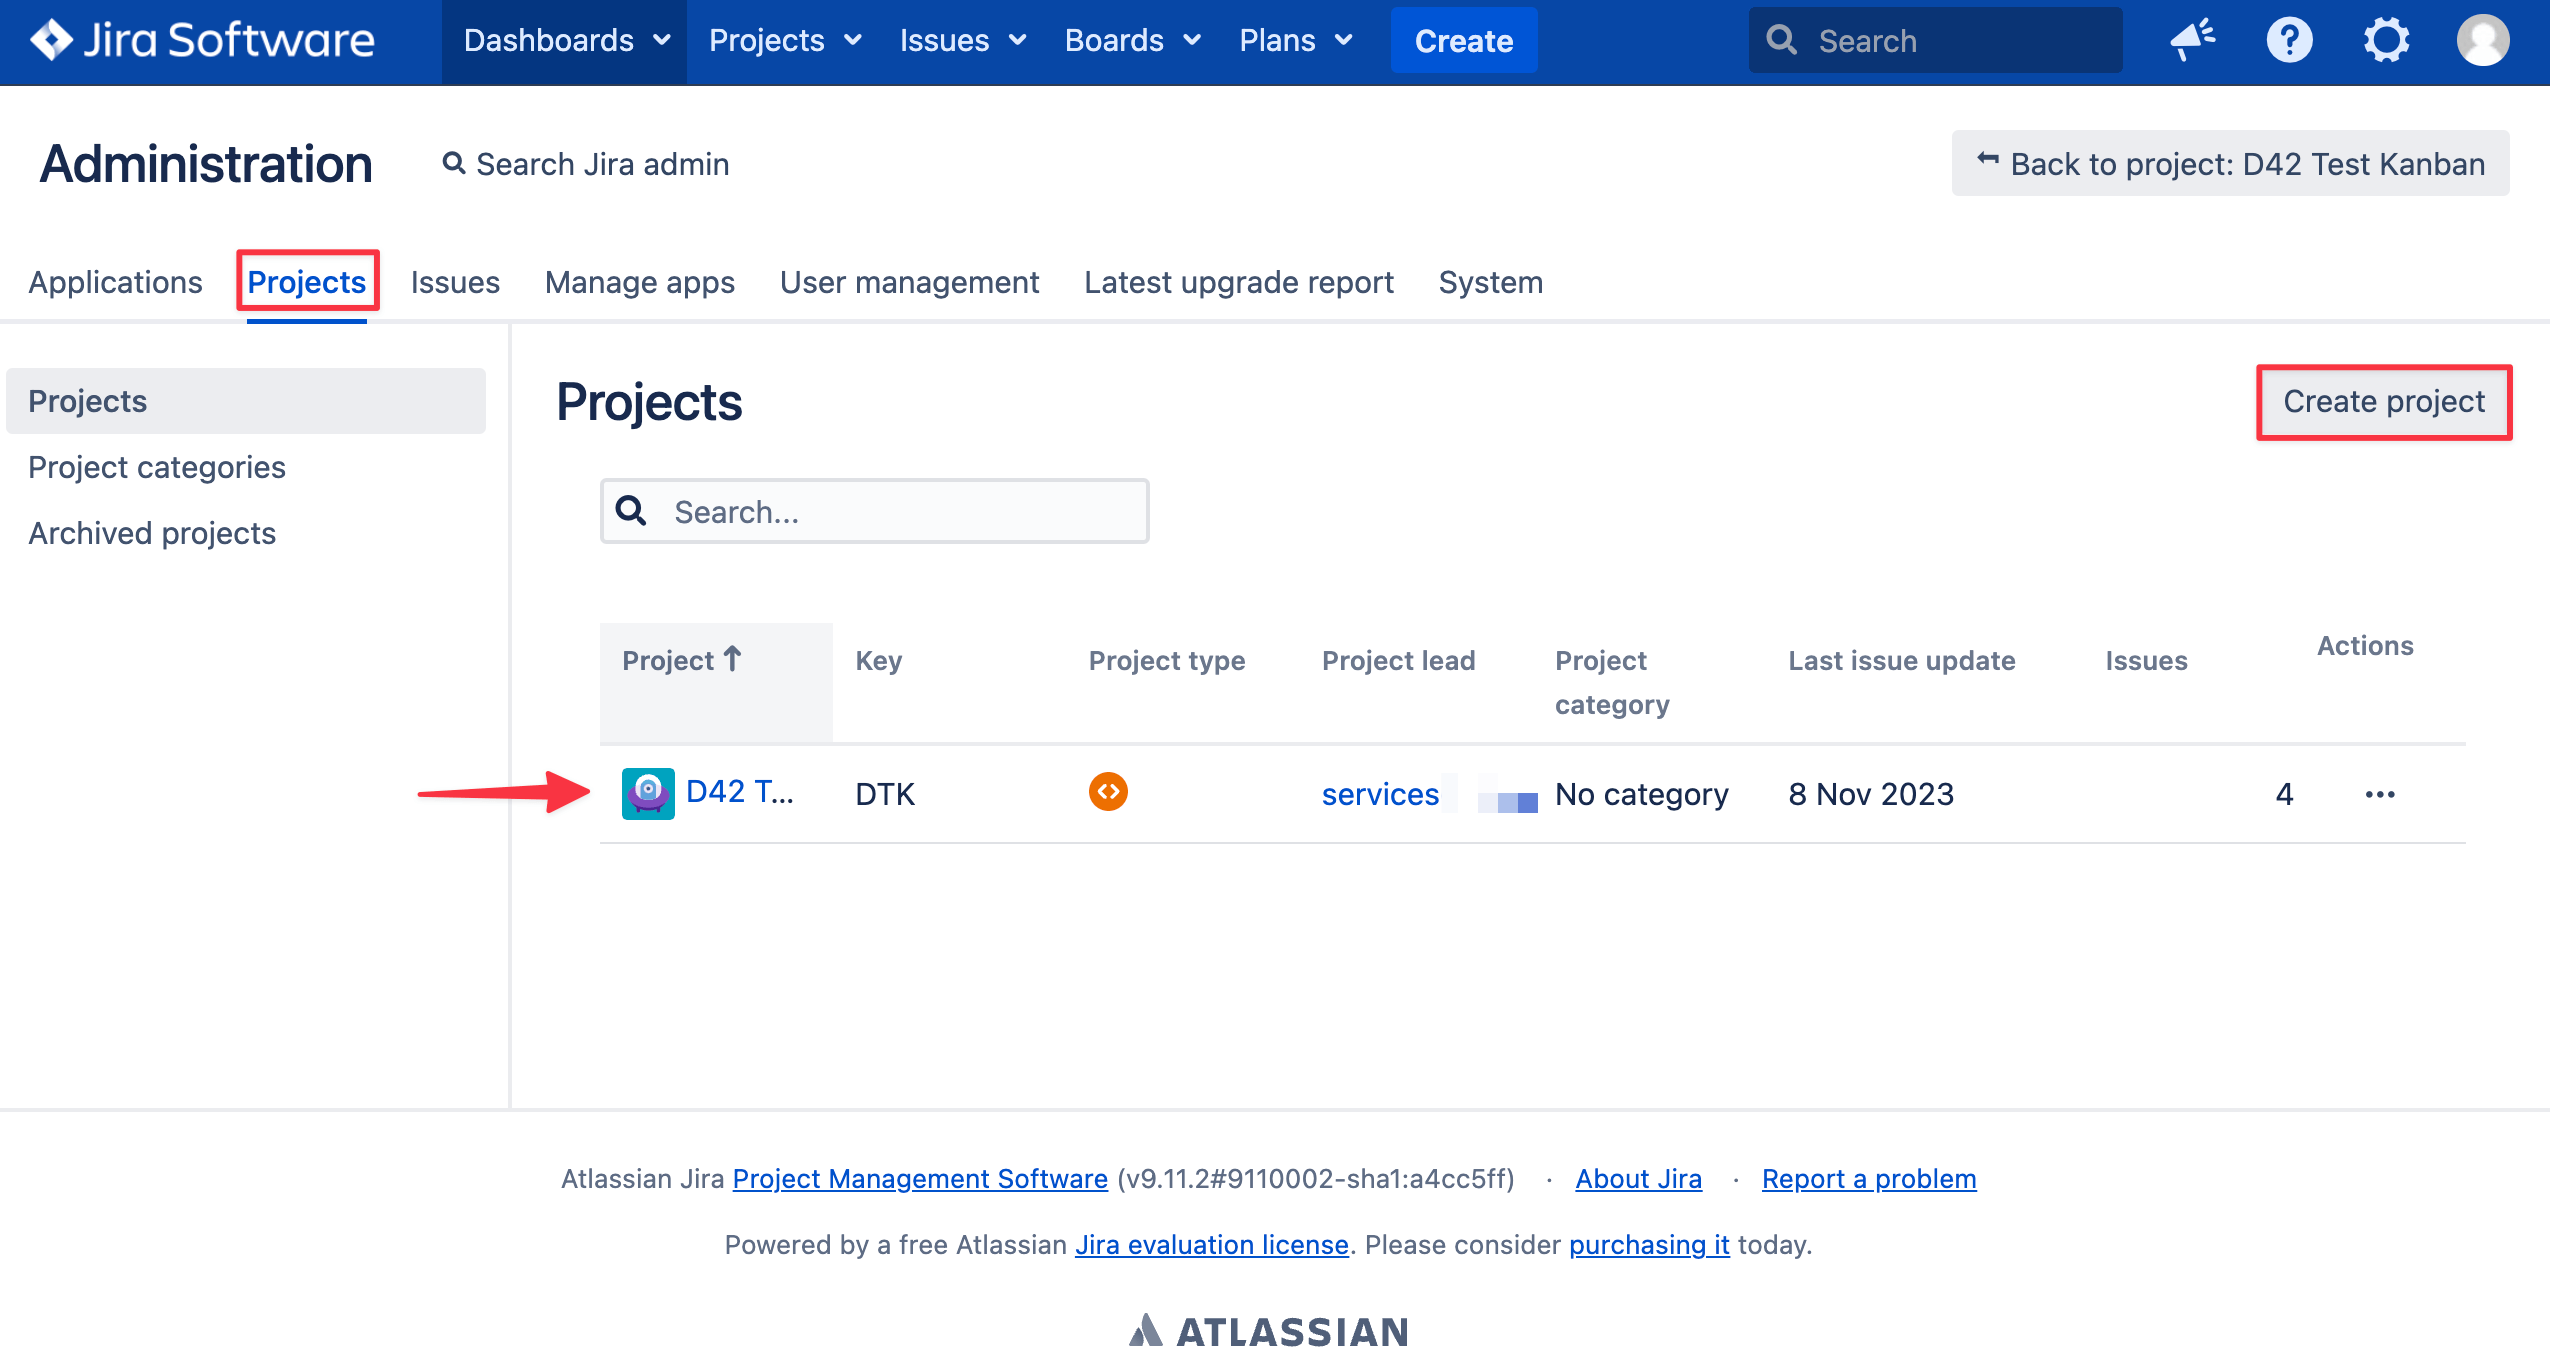 Jira Software Dashboards Projects Issues Boards Plans Create Search
Administration Search Jira admin Back to project: D42 Test Kanban
Applications Projects Issues Manage apps User management Latest upgrade report System
Projects
Project categories
Archived projects
Projects
Create project
Search...
Project Key Project type Project lead Project category Last issue update Issues Actions
D42 T... DTK services No category 8 Nov 2023 4
Atlassian Jira Project Management Software (v9.11.2#9110002-sha1:a4cc5ff) · About Jira · Report a problem
Powered by a free Atlassian Jira evaluation license. Please consider purchasing it today.
ATLASSIAN